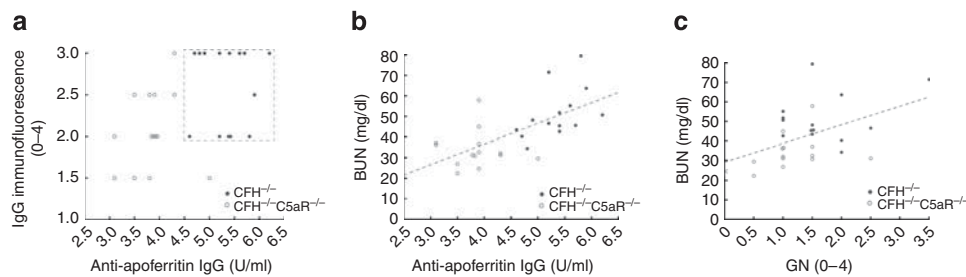 a
IgG immunofluorescence
(0–4)
3.0
2.5
2.0
1.5
1.0
2.5 3.0 3.5 4.0 4.5 5.0 5.5 6.0 6.5
Anti-apoferritin IgG (U/ml)
CFH−/−
CFH−/−C5aR−/−
b
BUN (mg/dl)
80
70
60
50
40
30
20
10
0
2.5 3.0 3.5 4.0 4.5 5.0 5.5 6.0 6.5
Anti-apoferritin IgG (U/ml)
CFH−/−
CFH−/−C5aR−/−
c
BUN (mg/dl)
80
70
60
50
40
30
20
10
0
0 0.5 1.0 1.5 2.0 2.5 3.0 3.5
GN (0–4)
CFH−/−
CFH−/−C5aR−/−